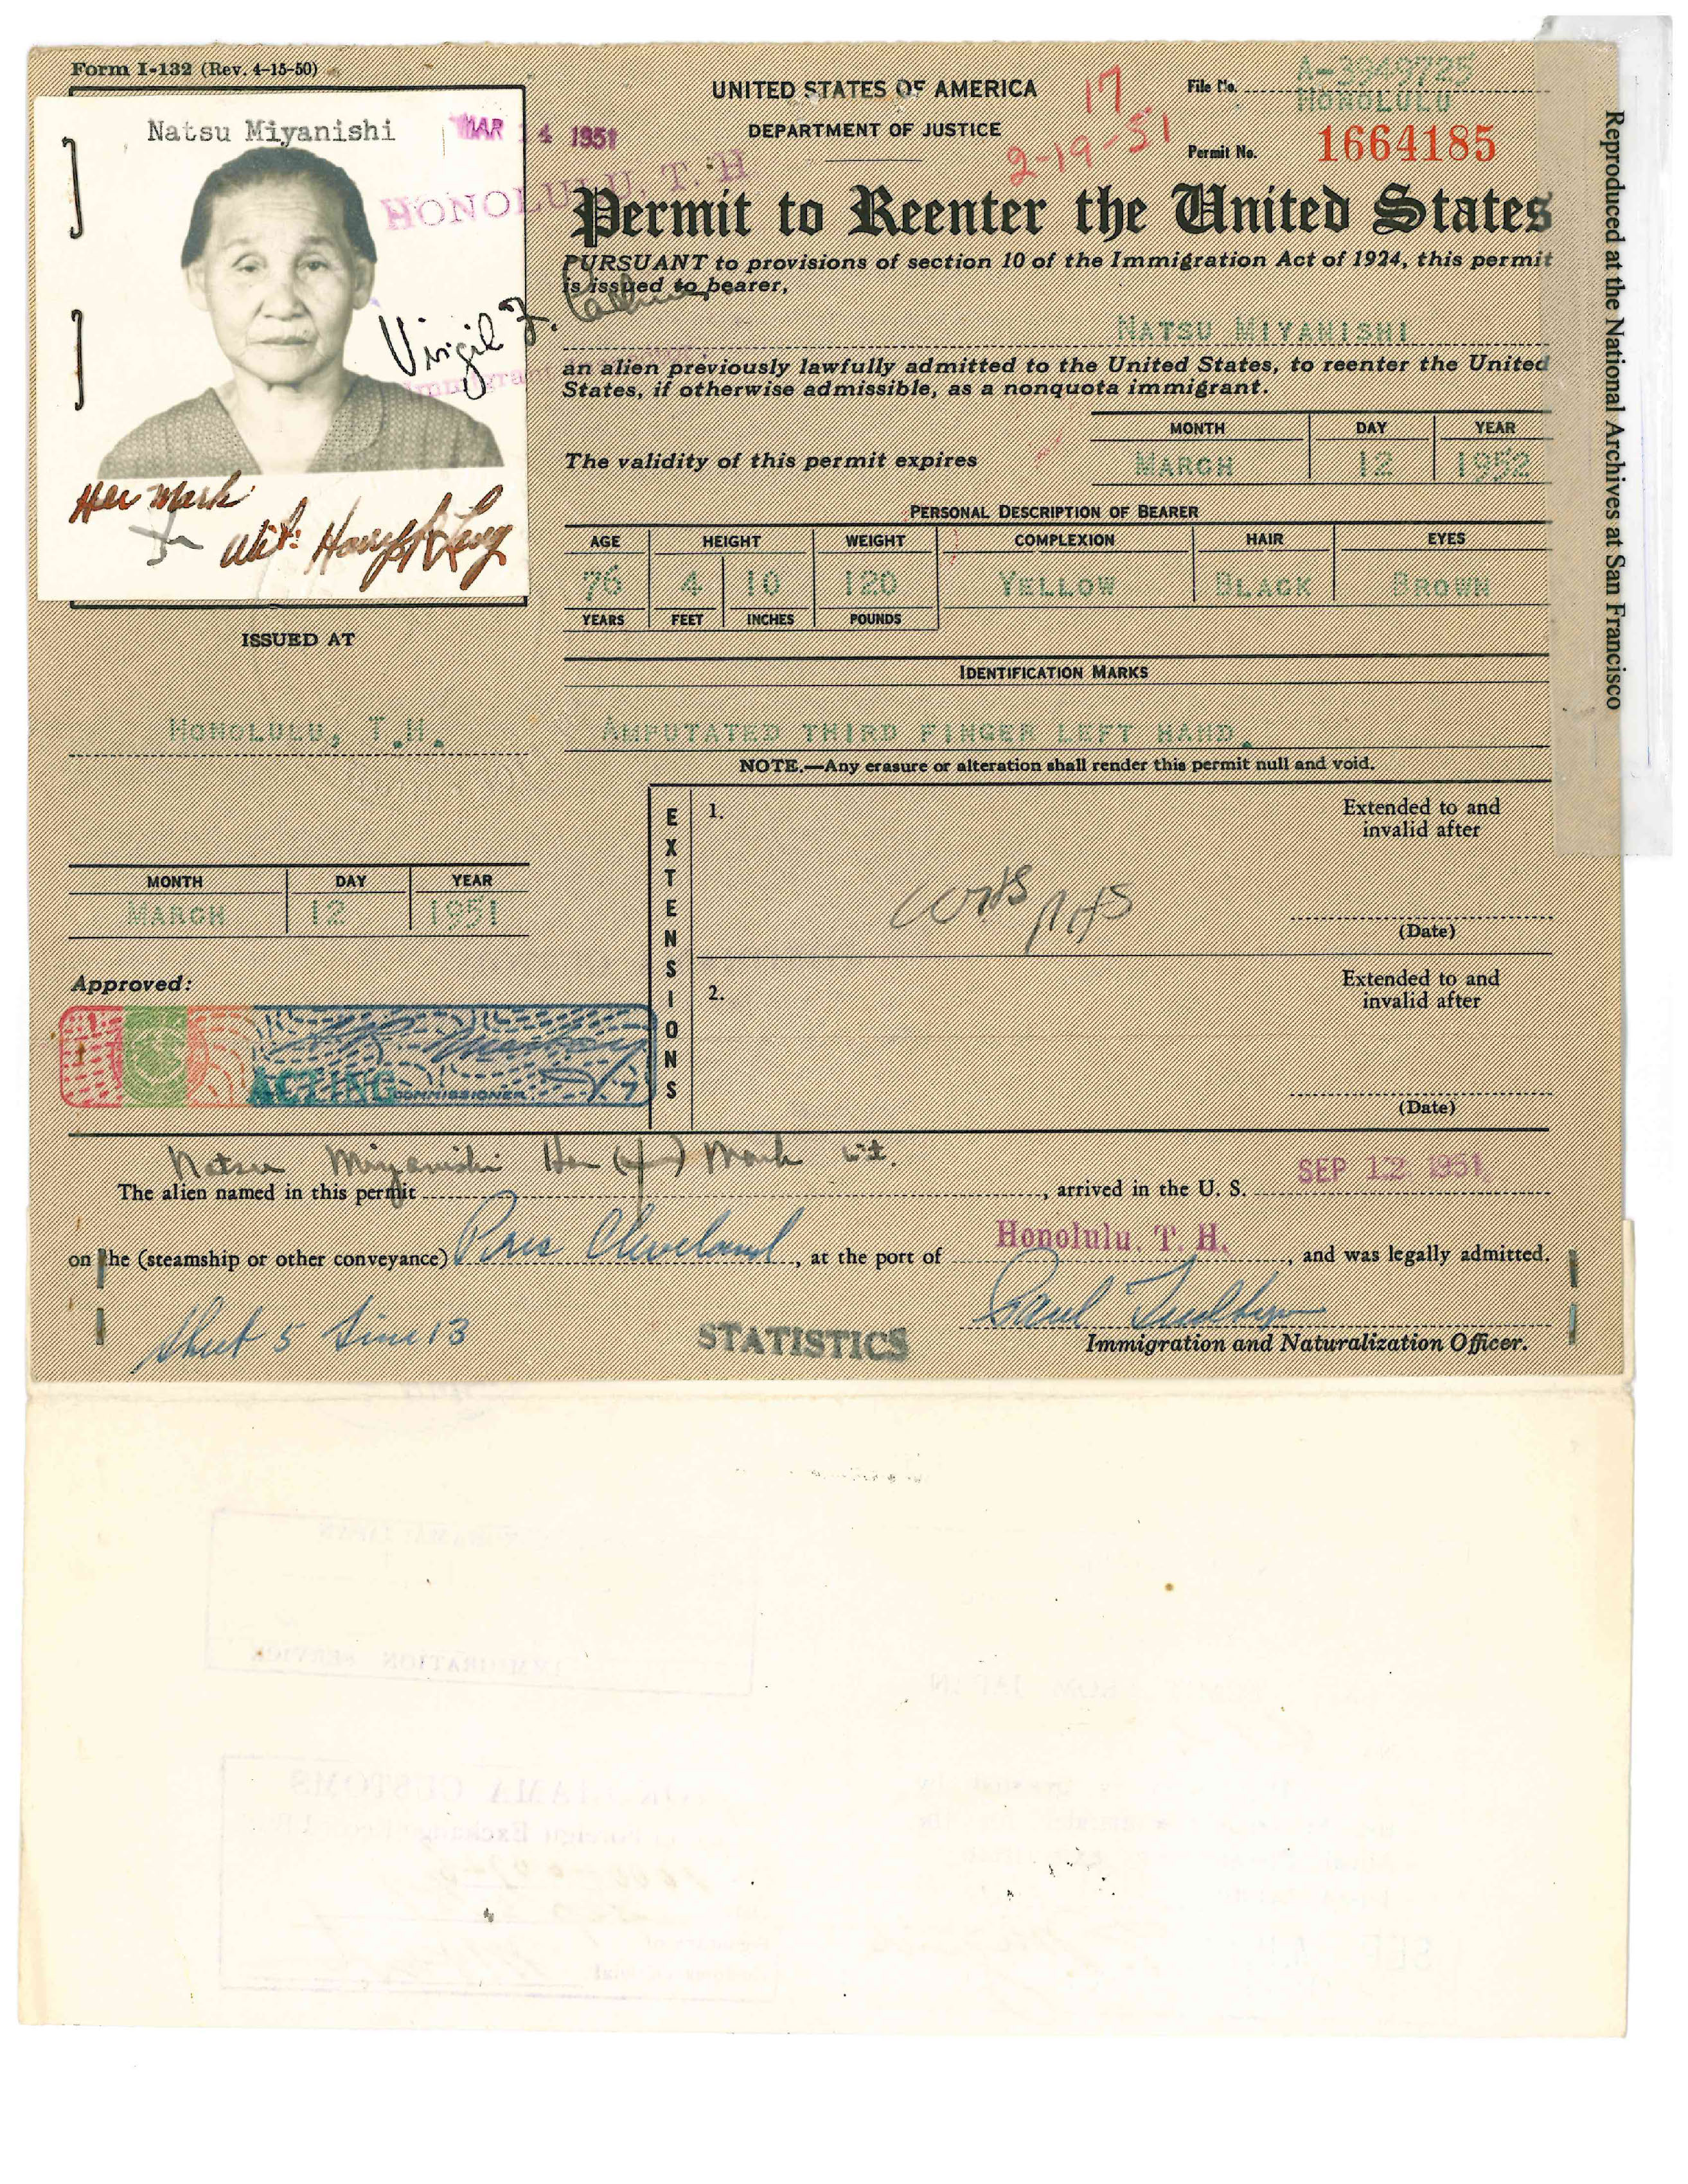 Form I-132 (Rev. 4-15-50)
UNITED STATES OF AMERICA
DEPARTMENT OF JUSTICE
17.
2-19-51
File No. A-3949725
HONOLULU
Permit No. 1664185
Natsu Miyanishi
MAR 14 1951
HONOLULU, T. H
Permit to Reenter the United States
PURSUANT to provisions of section 10 of the Immigration Act of 1924, this permit
is issued to bearer,
Virgil F.
NATSU MIYANISHI
an alien previously lawfully admitted to the United States, to reenter the United
States, if otherwise admissible, as a nonquota immigrant.
MONTH DAY YEAR
The validity of this permit expires MARCH 12 1952
Her Mark
Wit:
PERSONAL DESCRIPTION OF BEARER
AGE HEIGHT WEIGHT COMPLEXION HAIR EYES
76 4 10 120 YELLOW BLACK BROWN
YEARS FEET INCHES POUNDS
ISSUED AT
HONOLULU, T.H.
IDENTIFICATION MARKS
AMPUTATED THIRD FINGER LEFT HAND.
NOTE.—Any erasure or alteration shall render this permit null and void.
MONTH DAY YEAR
MARCH 12 1951
Approved:
ACTING COMMISSIONER
EXTENSIONS
1.
Extended to and
invalid after
(Date)
2.
Extended to and
invalid after
(Date)
Natsu Miyanishi Her (+) Mark wit.
The alien named in this permit, arrived in the U. S. SEP 12 1951
on the (steamship or other conveyance) Pres Cleveland, at the port of Honolulu, T. H., and was legally admitted.
Sheet 5 Line 13
STATISTICS
Immigration and Naturalization Officer.
Reproduced at the National Archives at San Francisco